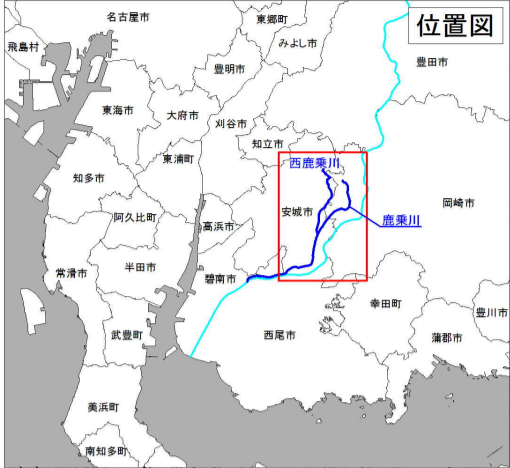 位置図
名古屋市
東郷町
飛島村
みよし市
豊明市
豊田市
東海市
大府市
刈谷市
知立市
東浦町
西鹿乗川
知多市
岡崎市
安城市
阿久比町
高浜市
鹿乗川
半田市
常滑市
碧南市
幸田町
豊川市
武豊町
西尾市
蒲郡市
美浜町
南知多町